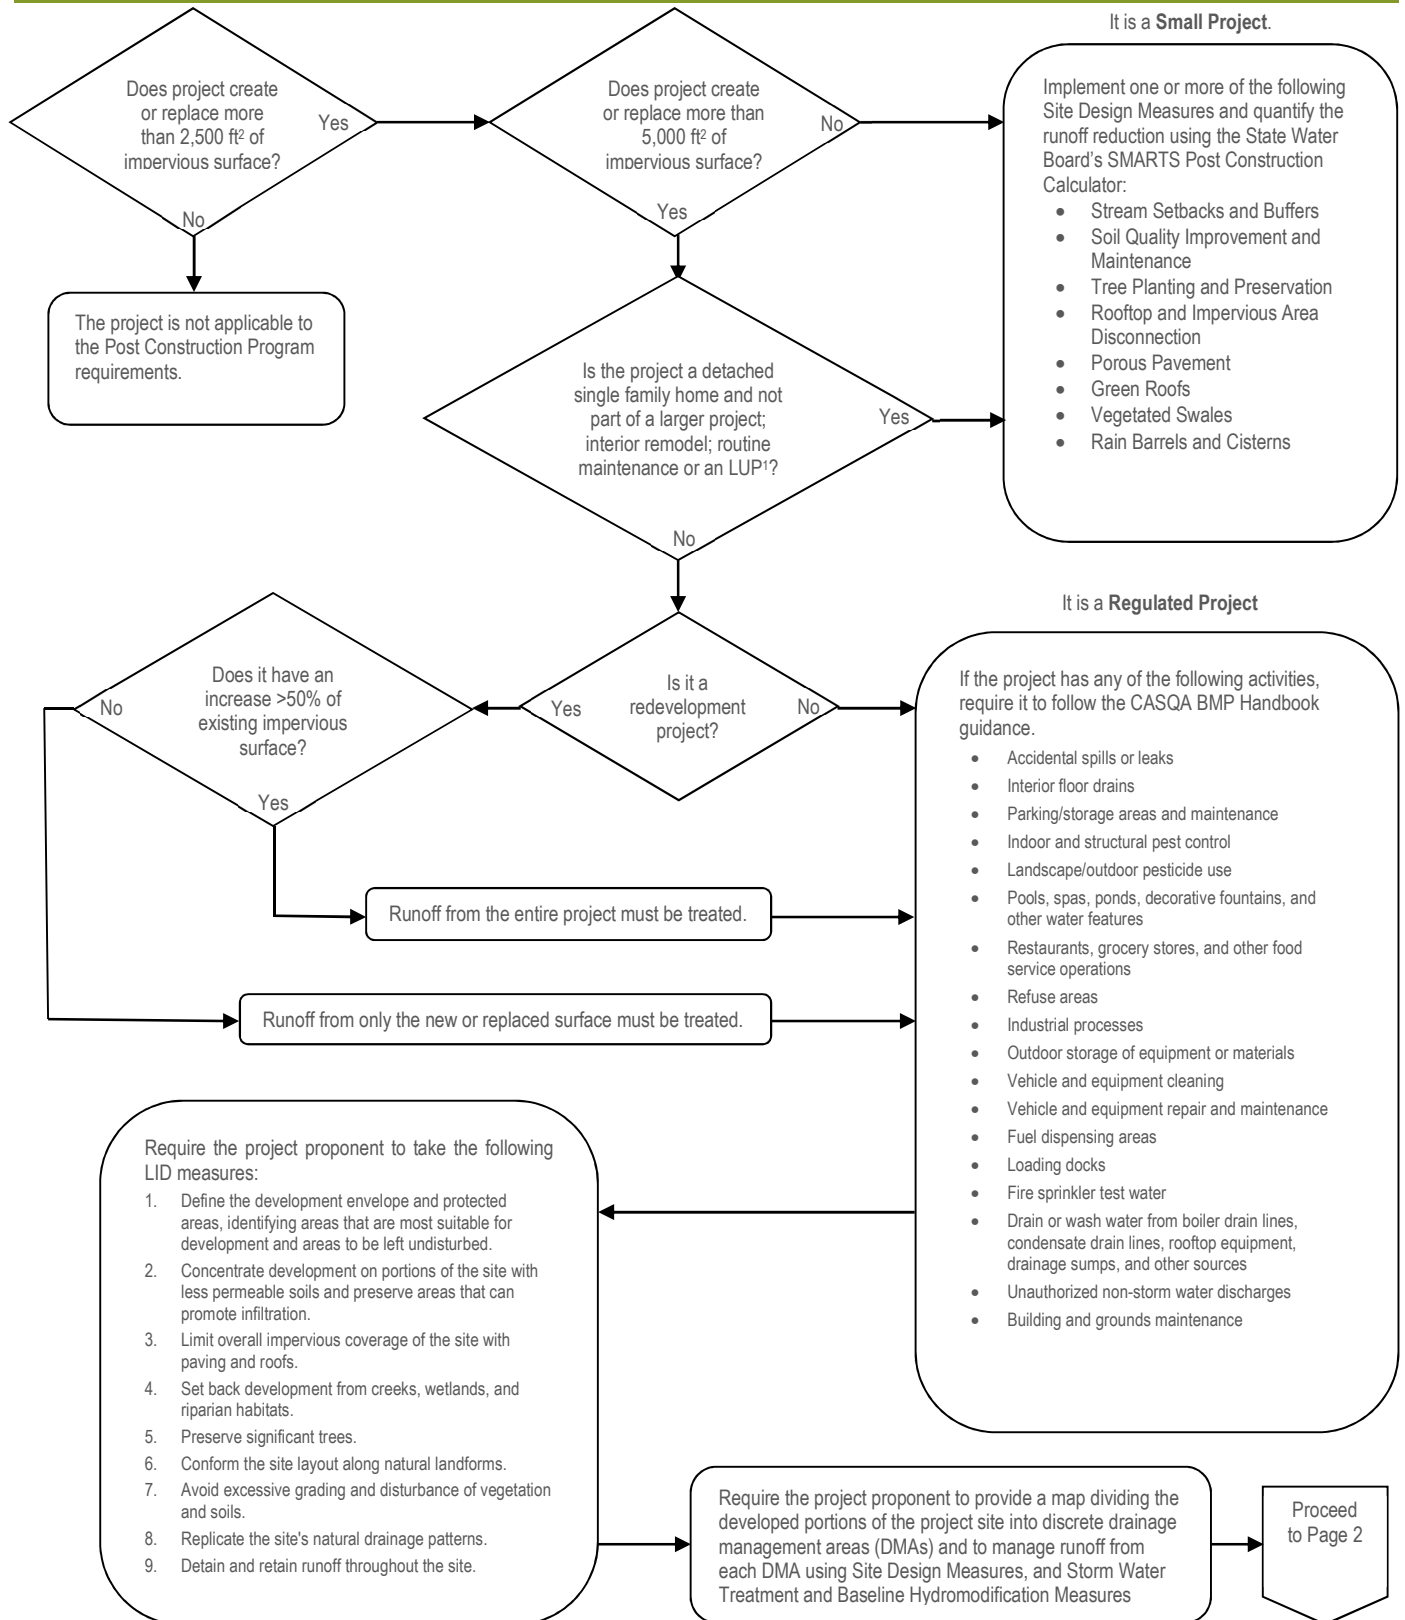 It is a Small Project.
Does project create
or replace more
than 2,500 ft² of
impervious surface?
Yes
No
Does project create
or replace more than
5,000 ft² of
impervious surface?
No
Yes
Implement one or more of the following
Site Design Measures and quantify the
runoff reduction using the State Water
Board's SMARTS Post Construction
Calculator:
• Stream Setbacks and Buffers
• Soil Quality Improvement and
Maintenance
• Tree Planting and Preservation
• Rooftop and Impervious Area
Disconnection
• Porous Pavement
• Green Roofs
• Vegetated Swales
• Rain Barrels and Cisterns
The project is not applicable to
the Post Construction Program
requirements.
Is the project a detached
single family home and not
part of a larger project;
interior remodel; routine
maintenance or an LUP¹?
Yes
No
It is a Regulated Project
Is it a
redevelopment
project?
Yes
No
Does it have an
increase >50% of
existing impervious
surface?
No
Yes
Runoff from the entire project must be treated.
Runoff from only the new or replaced surface must be treated.
If the project has any of the following activities,
require it to follow the CASQA BMP Handbook
guidance.
• Accidental spills or leaks
• Interior floor drains
• Parking/storage areas and maintenance
• Indoor and structural pest control
• Landscape/outdoor pesticide use
• Pools, spas, ponds, decorative fountains, and
other water features
• Restaurants, grocery stores, and other food
service operations
• Refuse areas
• Industrial processes
• Outdoor storage of equipment or materials
• Vehicle and equipment cleaning
• Vehicle and equipment repair and maintenance
• Fuel dispensing areas
• Loading docks
• Fire sprinkler test water
• Drain or wash water from boiler drain lines,
condensate drain lines, rooftop equipment,
drainage sumps, and other sources
• Unauthorized non-storm water discharges
• Building and grounds maintenance
Require the project proponent to take the following
LID measures:
1. Define the development envelope and protected
areas, identifying areas that are most suitable for
development and areas to be left undisturbed.
2. Concentrate development on portions of the site with
less permeable soils and preserve areas that can
promote infiltration.
3. Limit overall impervious coverage of the site with
paving and roofs.
4. Set back development from creeks, wetlands, and
riparian habitats.
5. Preserve significant trees.
6. Conform the site layout along natural landforms.
7. Avoid excessive grading and disturbance of vegetation
and soils.
8. Replicate the site's natural drainage patterns.
9. Detain and retain runoff throughout the site.
Require the project proponent to provide a map dividing the
developed portions of the project site into discrete drainage
management areas (DMAs) and to manage runoff from
each DMA using Site Design Measures, and Storm Water
Treatment and Baseline Hydromodification Measures
Proceed
to Page 2